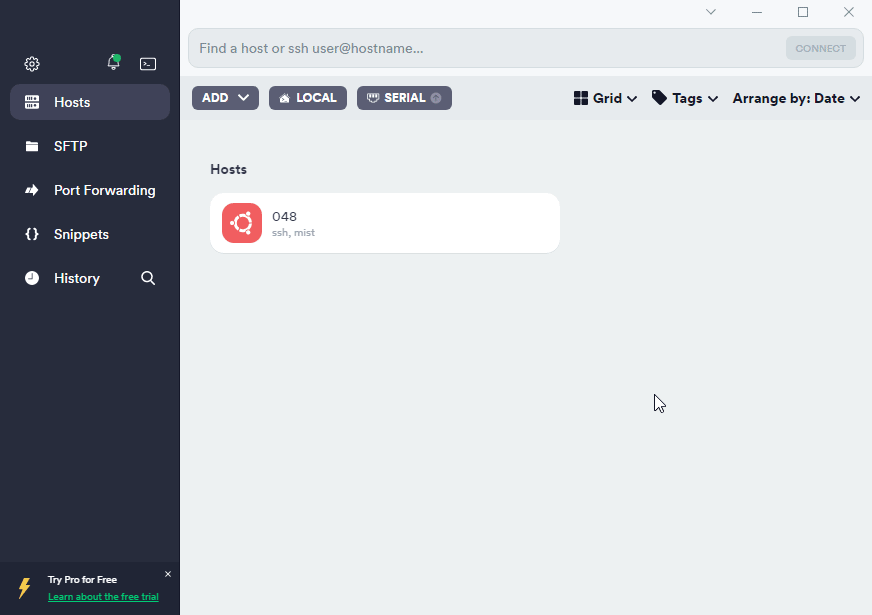 Find a host or ssh user@hostname...
CONNECT
ADD
LOCAL
SERIAL
Grid
Tags
Arrange by: Date
Hosts
SFTP
Port Forwarding
Snippets
History
Hosts
048
ssh, mist
Try Pro for Free
Learn about the free trial